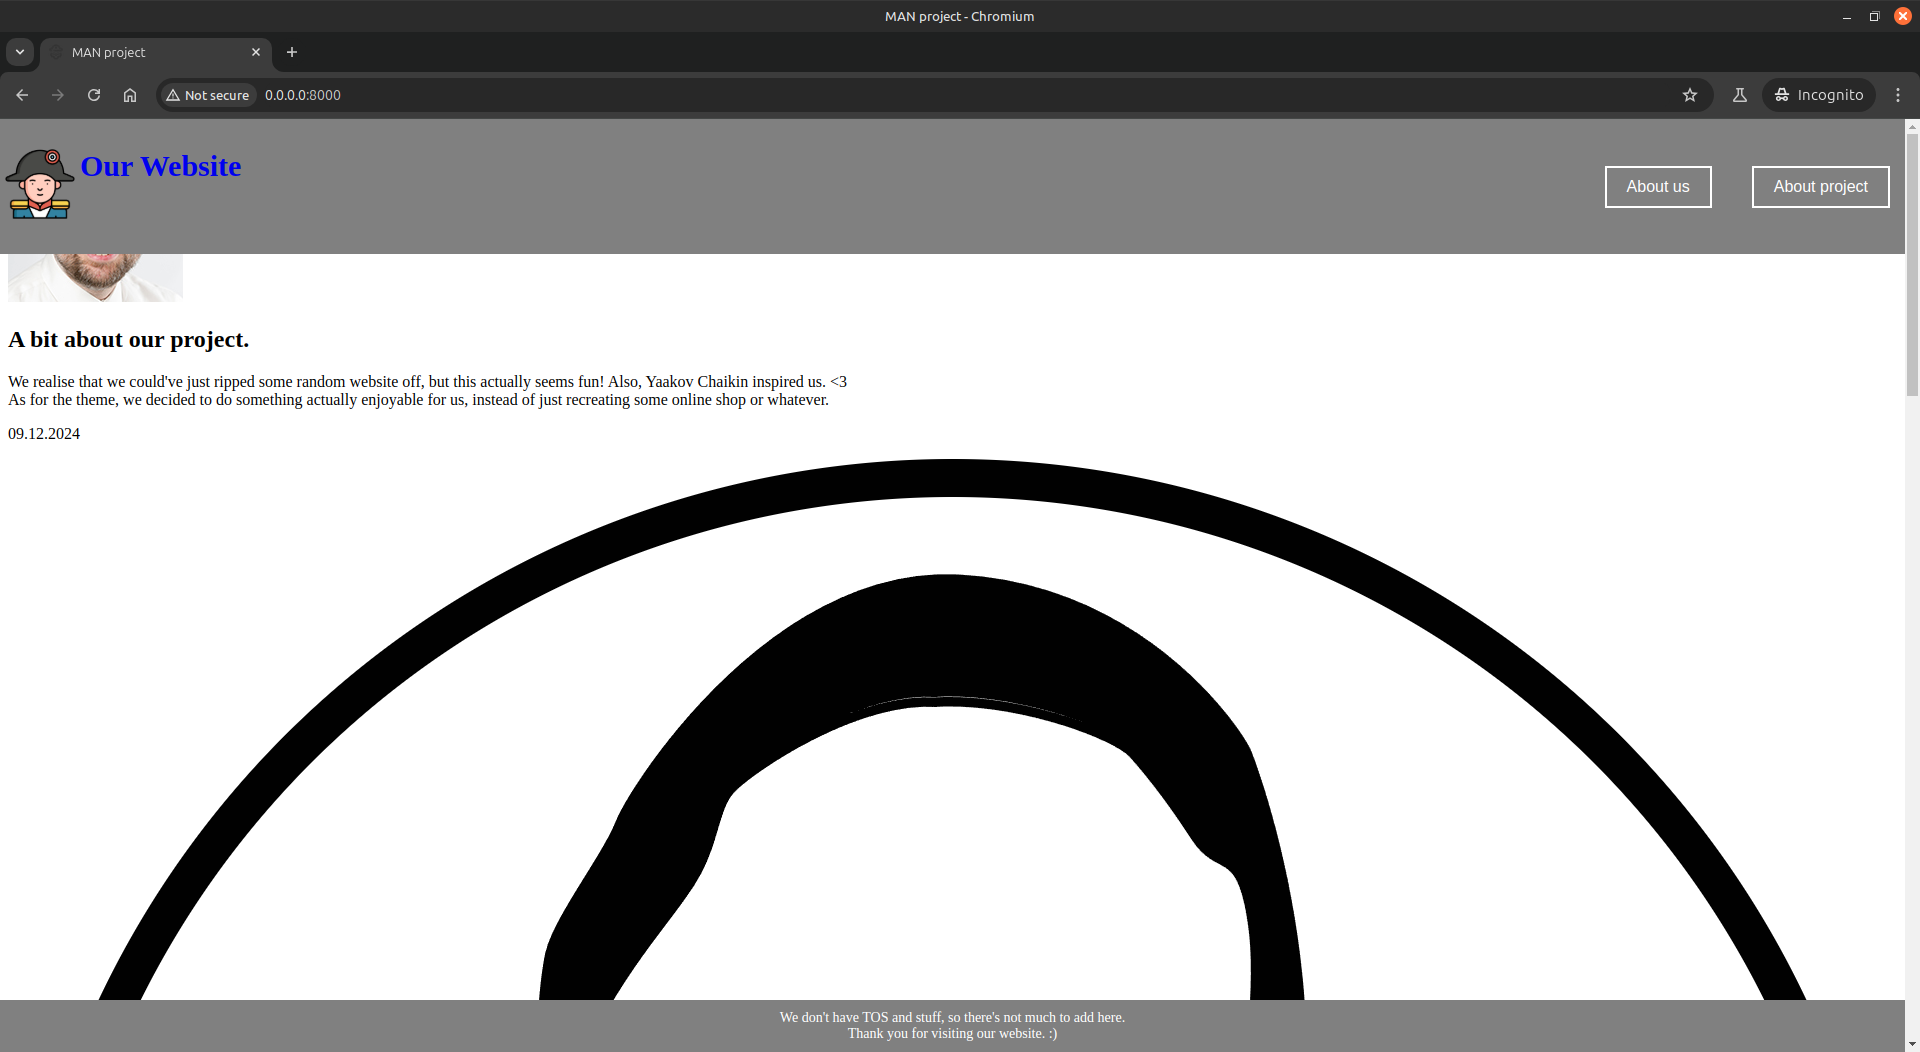 MAN project - Chromium
MAN project
Not secure
0.0.0.0:8000
Incognito
Our Website
About us
About project
A bit about our project.
We realise that we could've just ripped some random website off, but this actually seems fun! Also, Yaakov Chaikin inspired us. <3
As for the theme, we decided to do something actually enjoyable for us, instead of just recreating some online shop or whatever.
09.12.2024
We don't have TOS and stuff, so there's not much to add here.
Thank you for visiting our website. :)